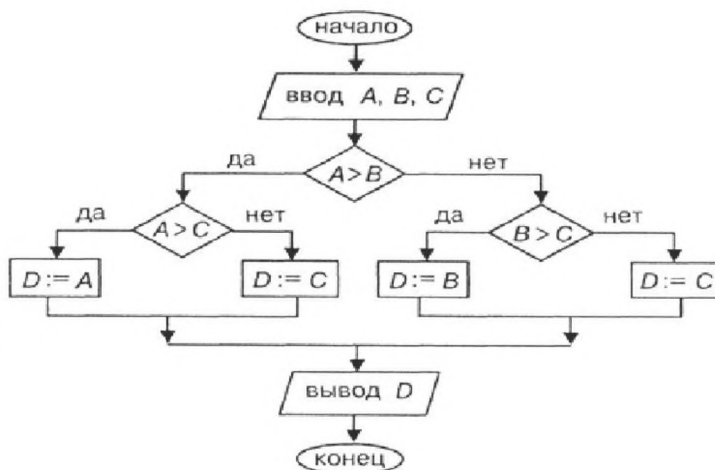 начало
ввод A, B, C
да
A > B
нет
да
A > C
нет
да
B > C
нет
D := A
D := C
D := B
D := C
вывод D
конец